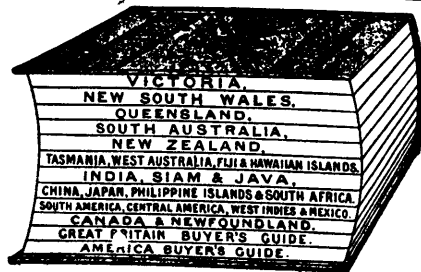 VICTORIA,
NEW SOUTH WALES,
QUEENSLAND,
SOUTH AUSTRALIA,
NEW ZEALAND,
TASMANIA, WEST AUSTRALIA, FIJI & HAWAIIAN ISLANDS.
INDIA, SIAM & JAVA,
CHINA, JAPAN, PHILIPPINE ISLANDS & SOUTH AFRICA.
SOUTH AMERICA, CENTRAL AMERICA, WEST INDIES & MEXICO.
CANADA & NEWFOUNDLAND.
GREAT BRITAIN BUYER'S GUIDE.
AMERICA BUYER'S GUIDE.